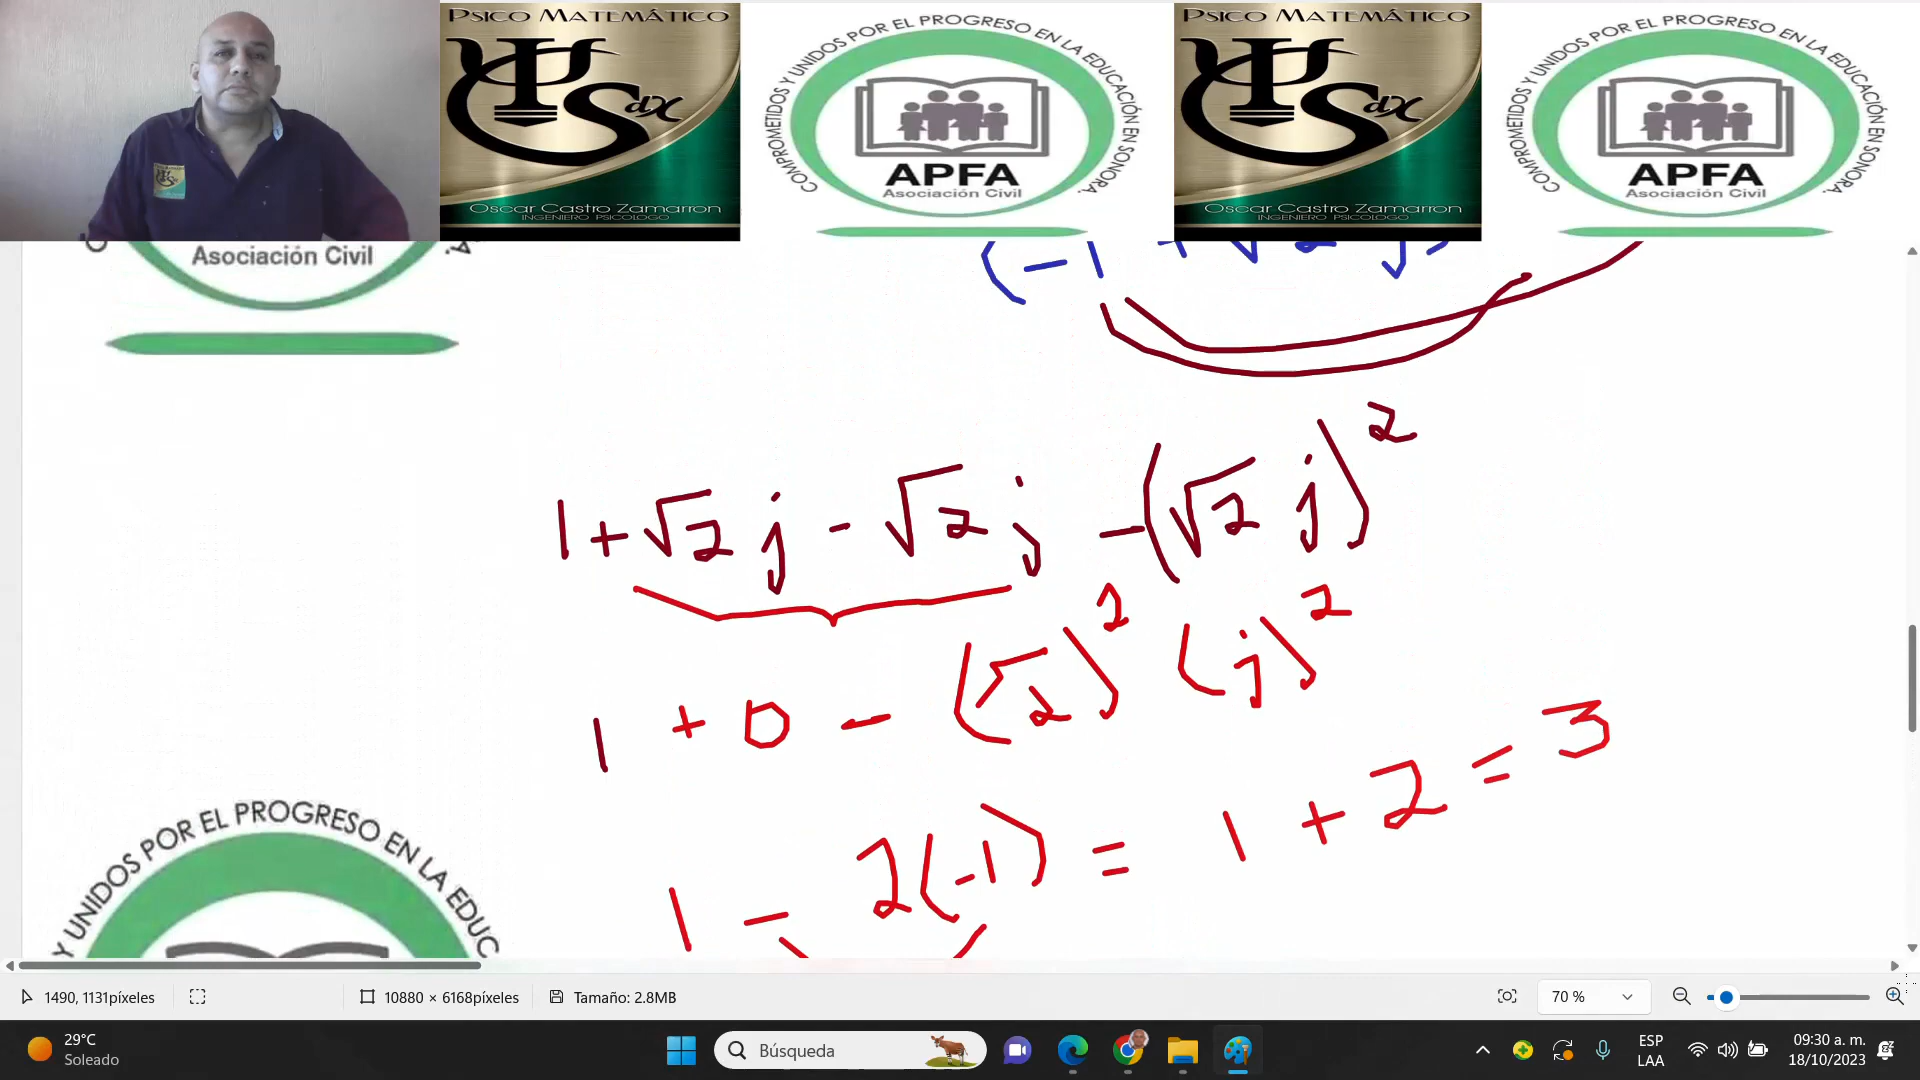 PSICO MATEMÁTICO
Sdx
Oscar Castro Zamarron
INGENIERO PSICOLOGO
COMPROMETIDOS Y UNIDOS POR EL PROGRESO EN LA EDUCACIÓN EN SONORA.
APFA
Asociación Civil
PSICO MATEMÁTICO
Sdx
Oscar Castro Zamarron
INGENIERO PSICOLOGO
COMPROMETIDOS Y UNIDOS POR EL PROGRESO EN LA EDUCACIÓN EN SONORA.
APFA
Asociación Civil
Asociación Civil
(-1 + √2 j)
1 + √2 j - √2 j - (√2 j)²
1 + 0 - (√2)² (j)²
1 - 2(-1) = 1 + 2 = 3
Y UNIDOS POR EL PROGRESO EN LA EDUC
1490, 1131píxeles
10880 × 6168píxeles
Tamaño: 2.8MB
70 %
29°C
Soleado
Búsqueda
ESP
LAA
09:30 a. m.
18/10/2023